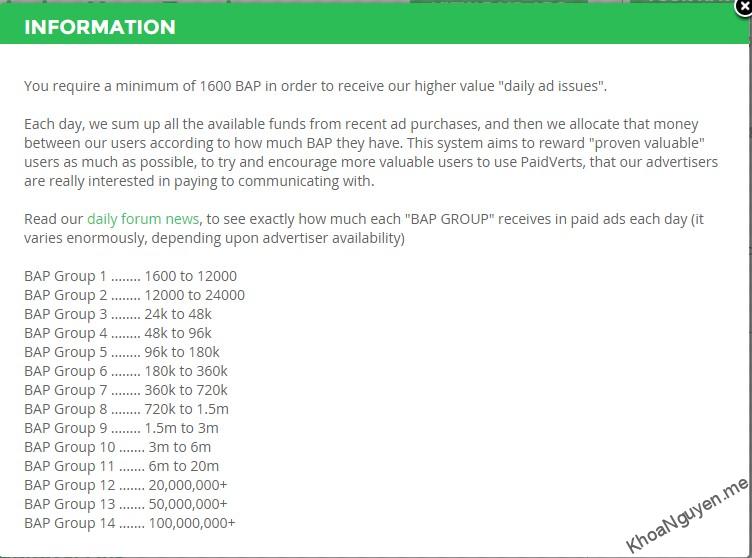 INFORMATION
You require a minimum of 1600 BAP in order to receive our higher value "daily ad issues".
Each day, we sum up all the available funds from recent ad purchases, and then we allocate that money
between our users according to how much BAP they have. This system aims to reward "proven valuable"
users as much as possible, to try and encourage more valuable users to use PaidVerts, that our advertisers
are really interested in paying to communicating with.
Read our daily forum news, to see exactly how much each "BAP GROUP" receives in paid ads each day (it
varies enormously, depending upon advertiser availability)
BAP Group 1 ........ 1600 to 12000
BAP Group 2 ........ 12000 to 24000
BAP Group 3 ........ 24k to 48k
BAP Group 4 ........ 48k to 96k
BAP Group 5 ........ 96k to 180k
BAP Group 6 ........ 180k to 360k
BAP Group 7 ........ 360k to 720k
BAP Group 8 ........ 720k to 1.5m
BAP Group 9 ........ 1.5m to 3m
BAP Group 10 ....... 3m to 6m
BAP Group 11 ....... 6m to 20m
BAP Group 12 ....... 20,000,000+
BAP Group 13 ....... 50,000,000+
BAP Group 14 ....... 100,000,000+
KhoaNguyen.me